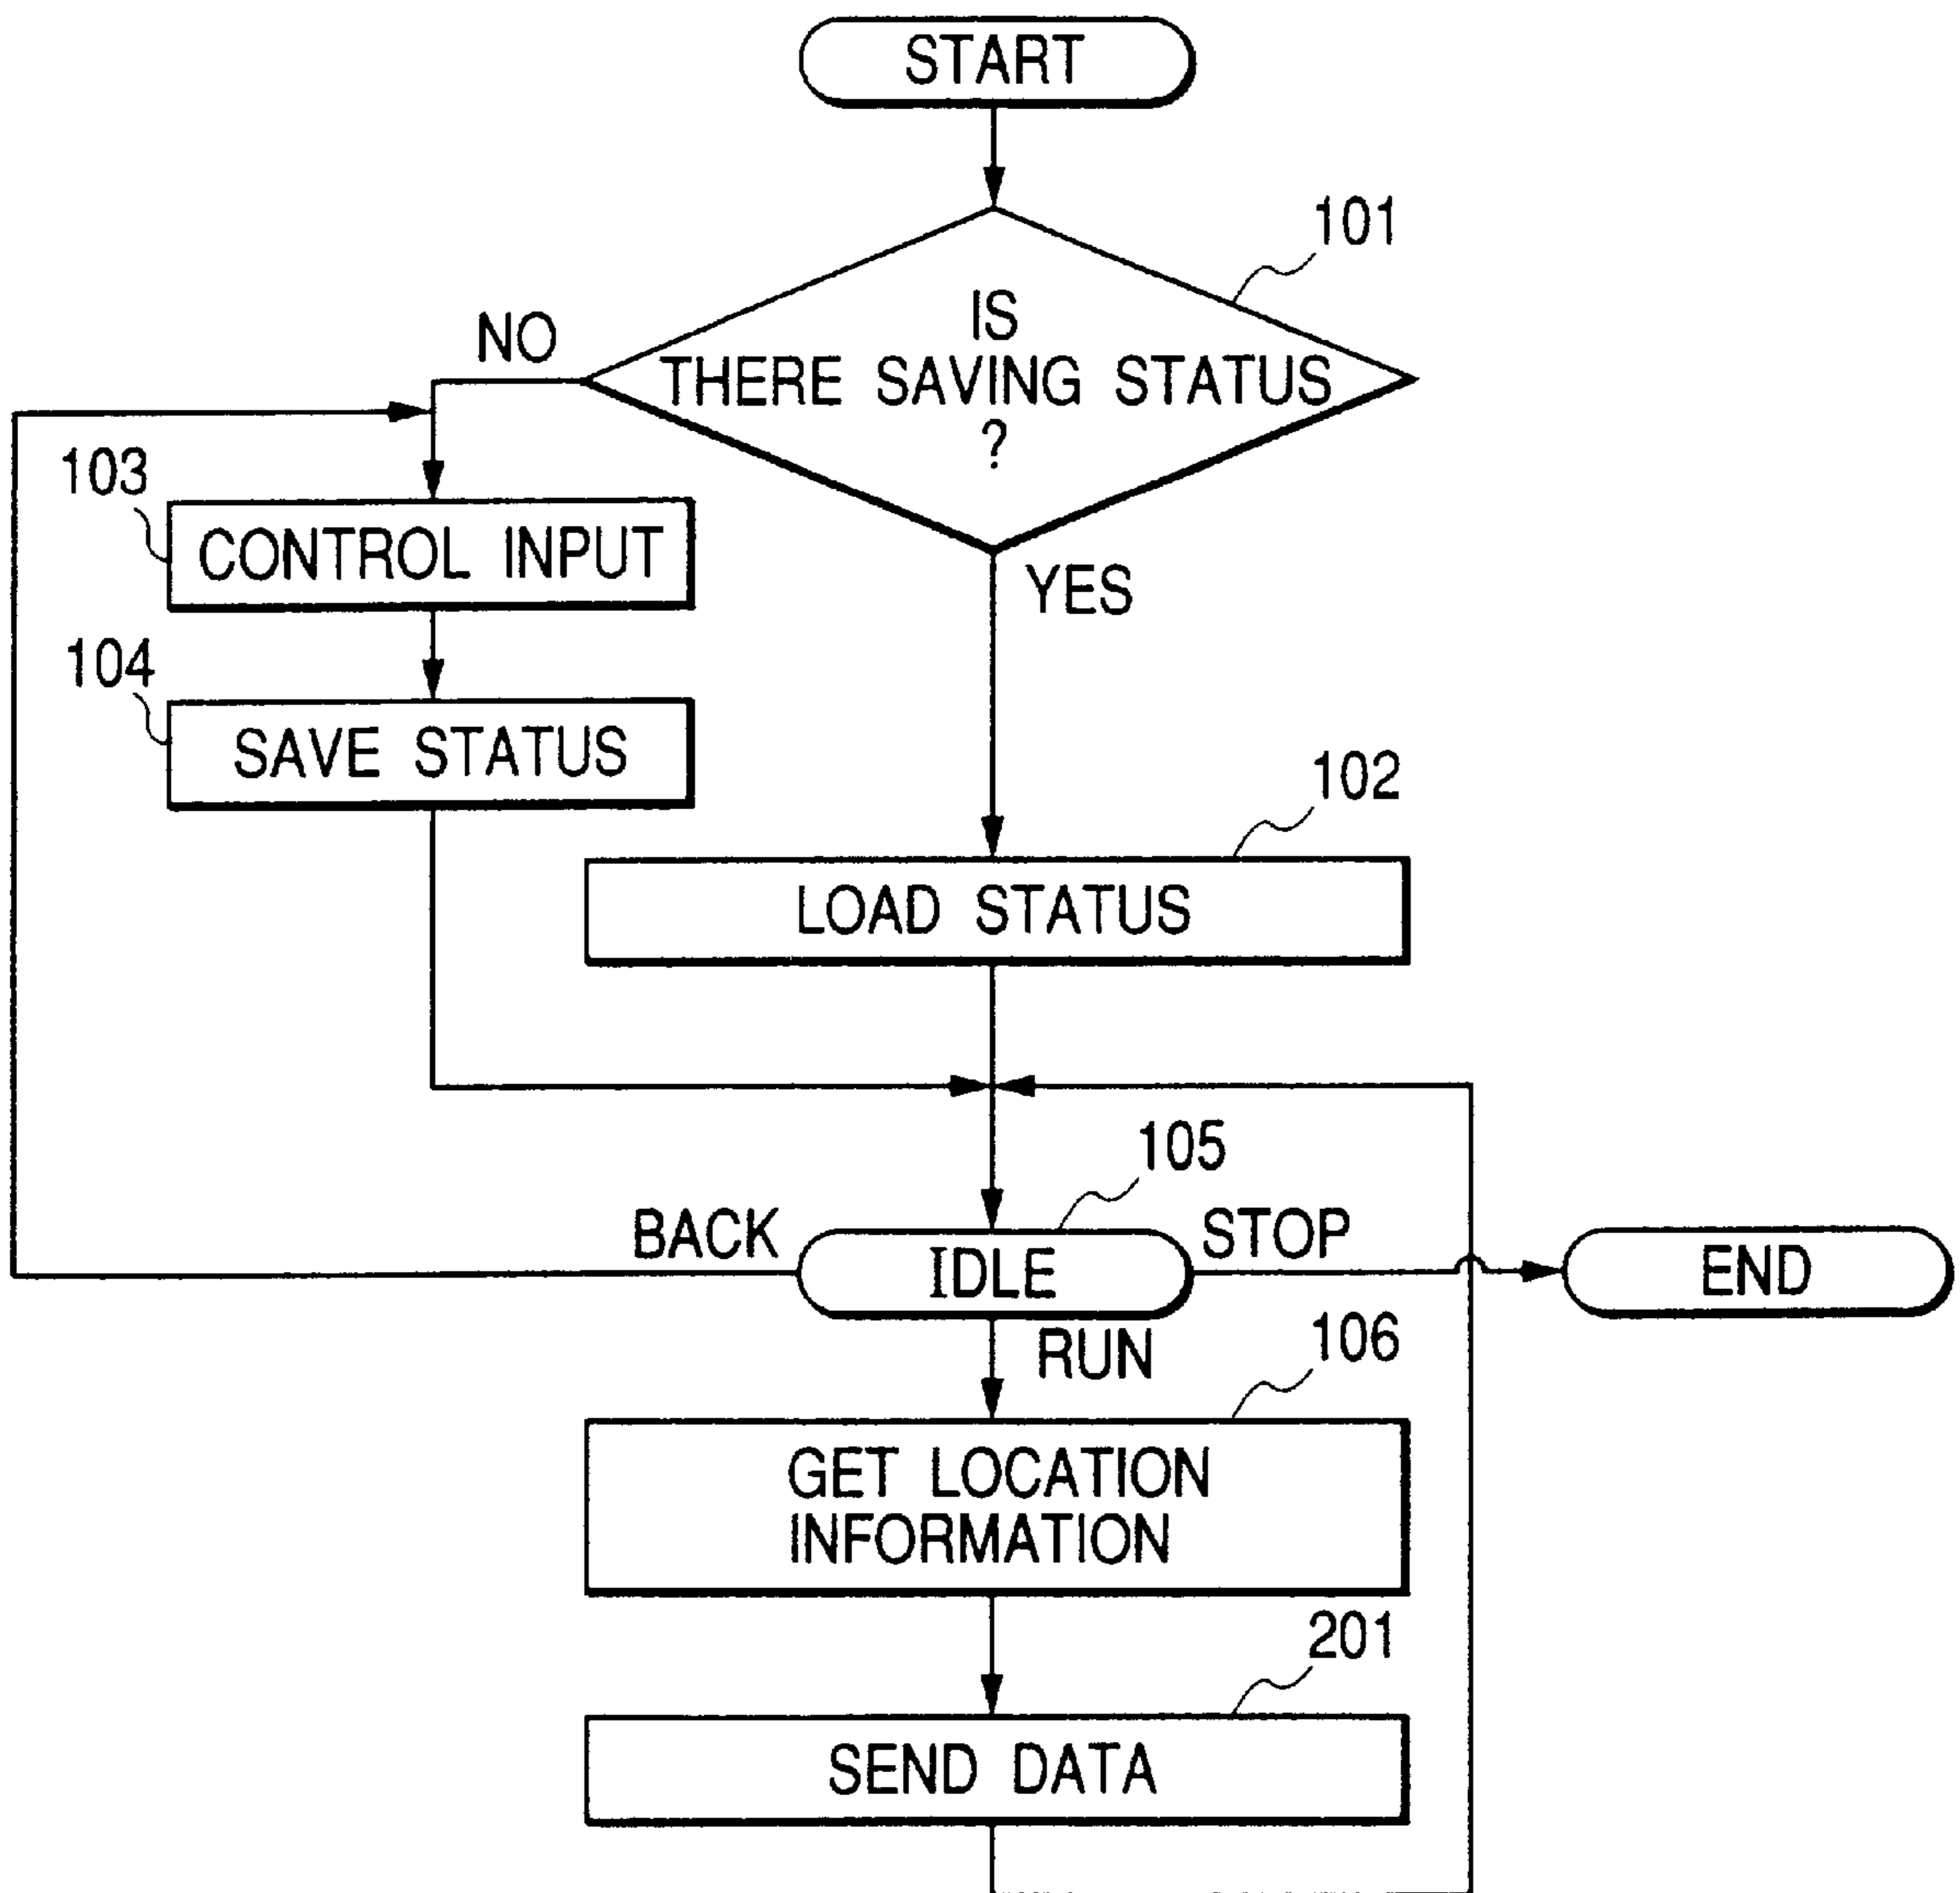 START
101
IS
THERE SAVING STATUS
?
NO
103
CONTROL INPUT
YES
104
SAVE STATUS
102
LOAD STATUS
105
BACK
IDLE
STOP
END
RUN
106
GET LOCATION
INFORMATION
201
SEND DATA